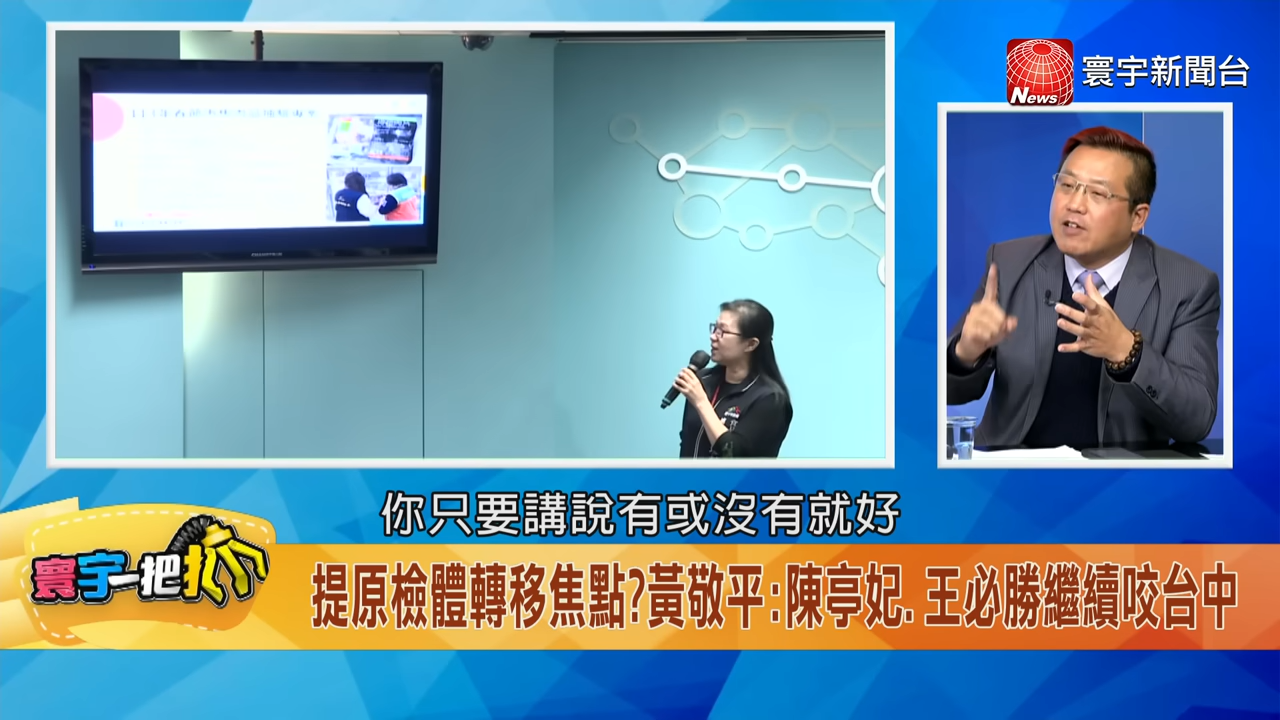 News
寰宇新聞台
你只要講說有或沒有就好
寰宇一把抓
提原檢體轉移焦點?黃敬平:陳亭妃.王必勝繼續咬台中